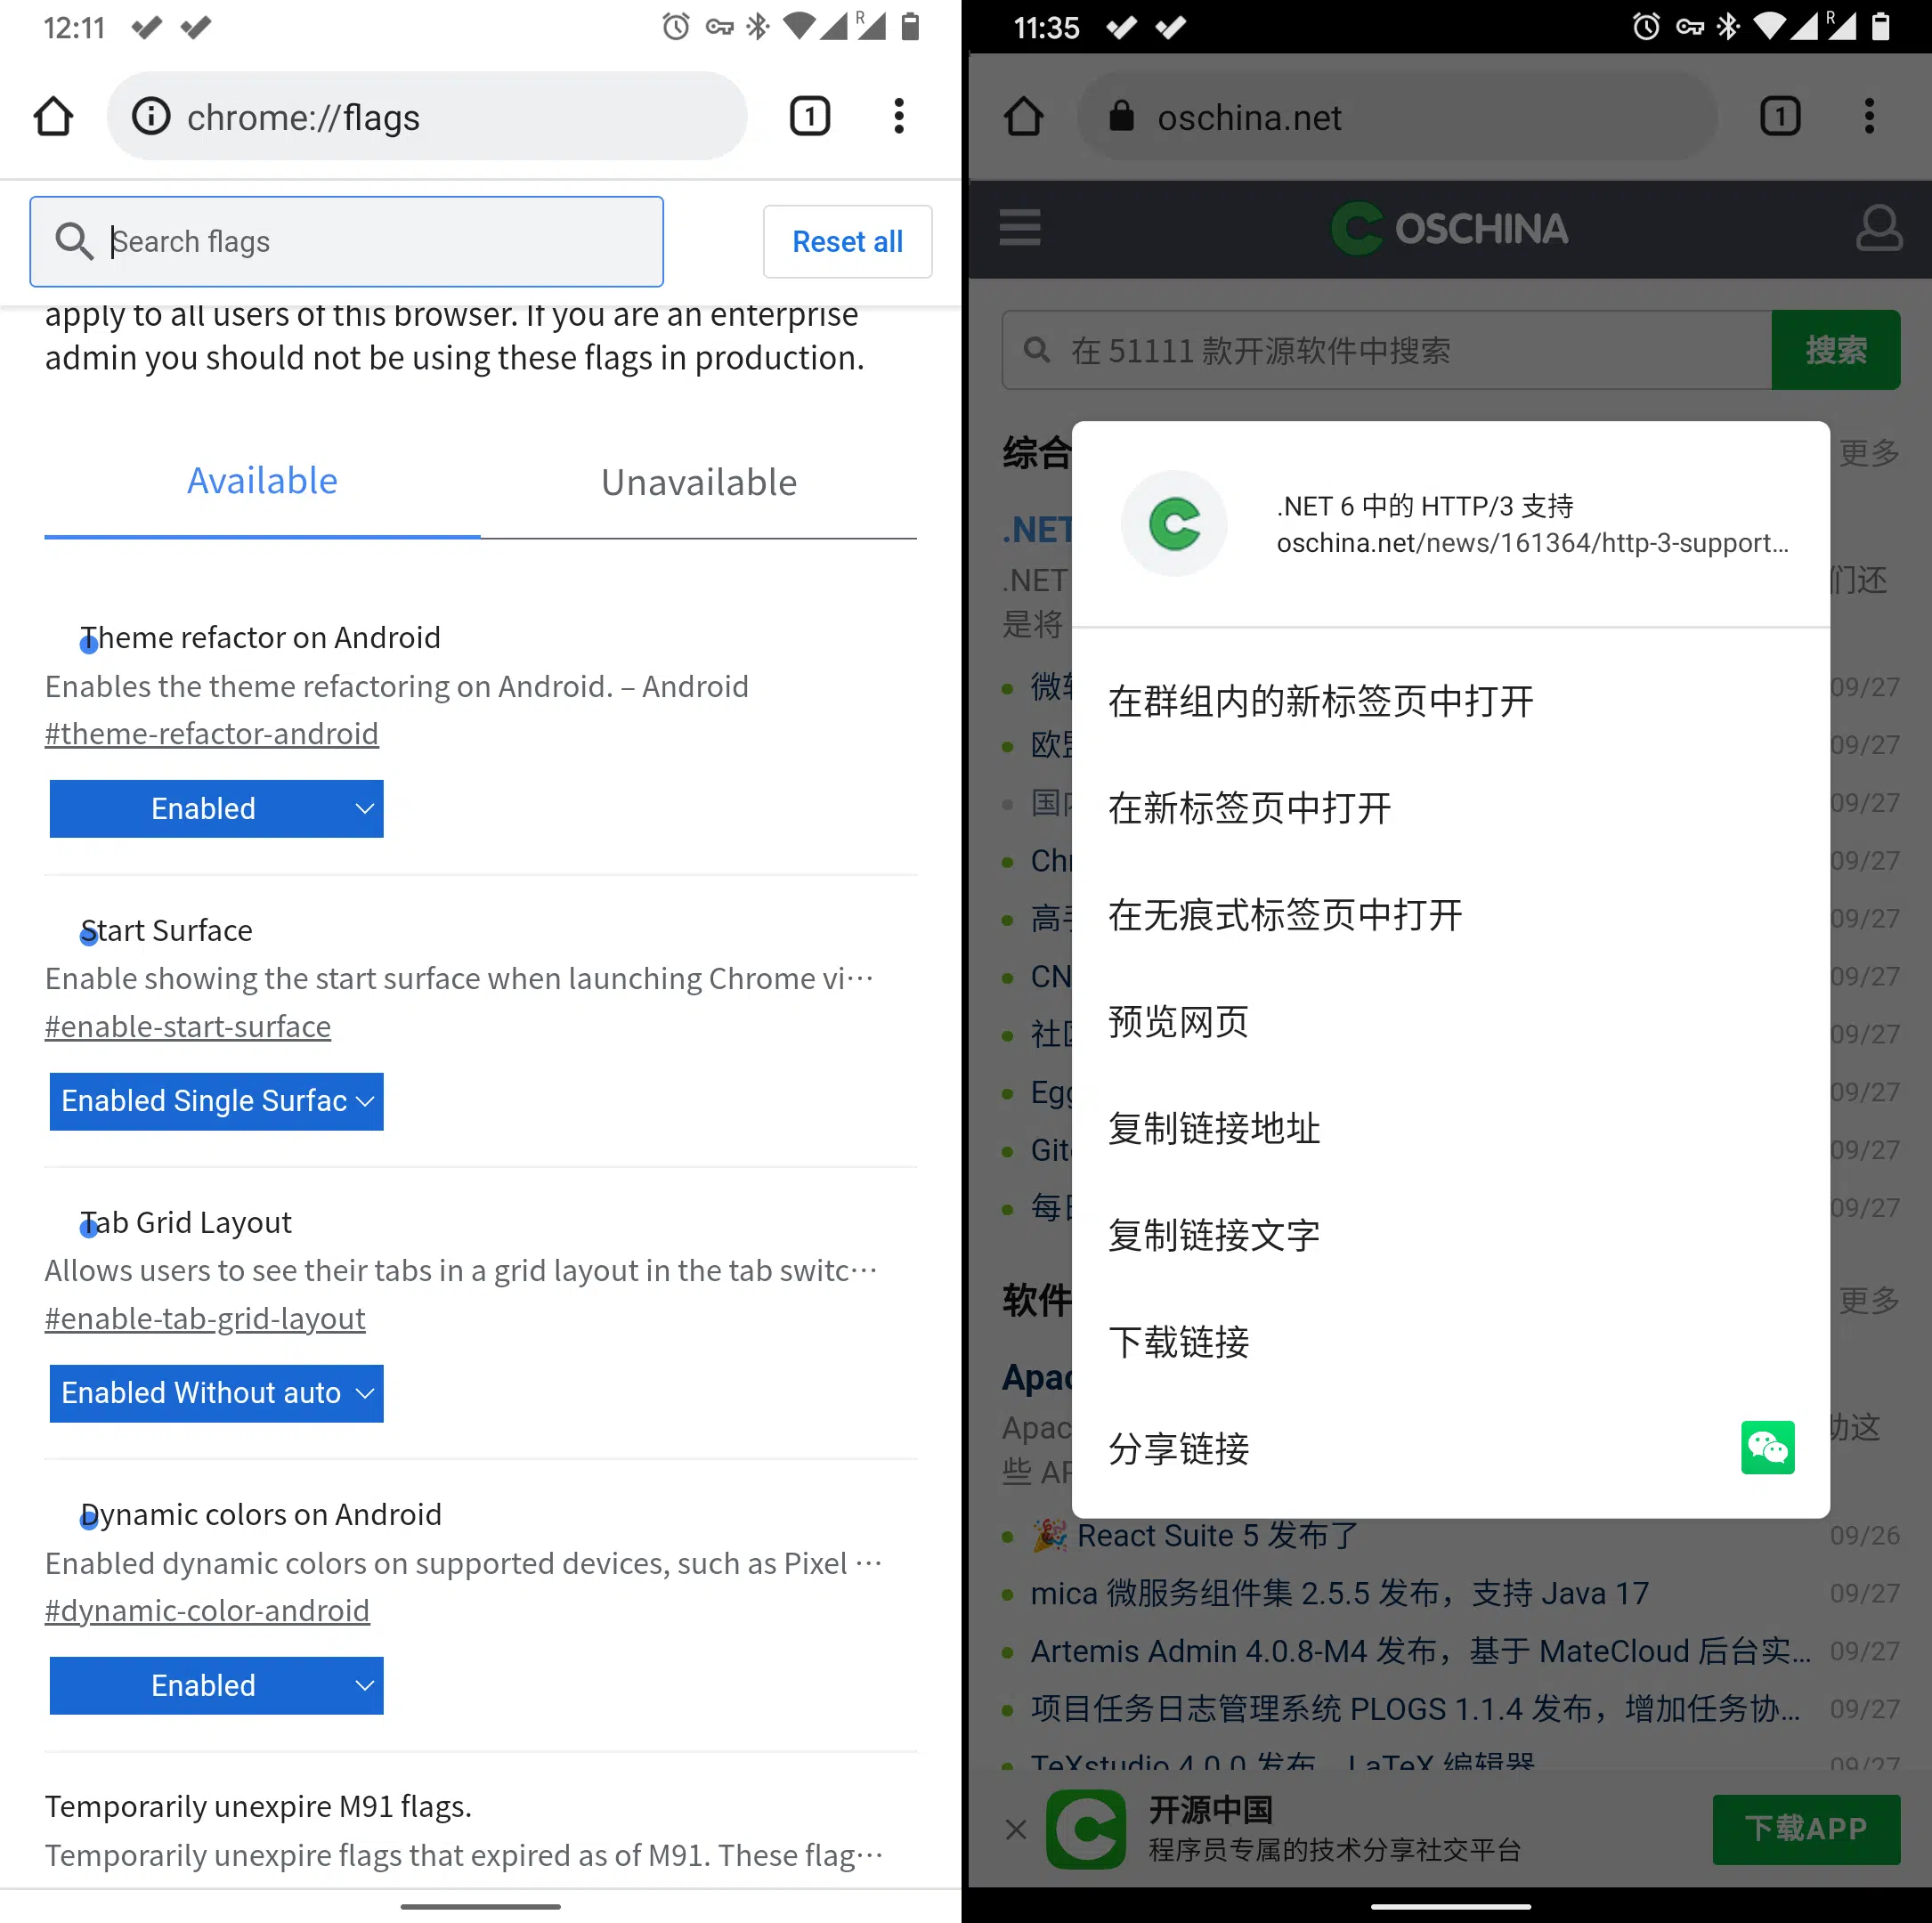 12:11
R
chrome://flags
1
Search flags
Reset all
apply to all users of this browser. If you are an enterprise
admin you should not be using these flags in production.
Available
Unavailable
Theme refactor on Android
Enables the theme refactoring on Android. – Android
#theme-refactor-android
Enabled
Start Surface
Enable showing the start surface when launching Chrome vi…
#enable-start-surface
Enabled Single Surfac
Tab Grid Layout
Allows users to see their tabs in a grid layout in the tab switc…
#enable-tab-grid-layout
Enabled Without auto
Dynamic colors on Android
Enabled dynamic colors on supported devices, such as Pixel …
#dynamic-color-android
Enabled
Temporarily unexpire M91 flags.
Temporarily unexpire flags that expired as of M91. These flag…
11:35
R
oschina.net
1
OSCHINA
在 51111 款开源软件中搜索
搜索
综合
更多
.NET
.NET
们还
是将
.NET 6 中的 HTTP/3 支持
oschina.net/news/161364/http-3-support...
在群组内的新标签页中打开
在新标签页中打开
在无痕式标签页中打开
预览网页
复制链接地址
复制链接文字
下载链接
分享链接
微
09/27
欧
09/27
国
09/27
Ch
09/27
高
09/27
CN
09/27
社
09/27
Eg
09/27
Git
09/27
每
09/27
软件
更多
Apac
Apac
助这
些 AP
🎉 React Suite 5 发布了
09/26
mica 微服务组件集 2.5.5 发布，支持 Java 17
09/27
Artemis Admin 4.0.8-M4 发布，基于 MateCloud 后台实...
09/27
项目任务日志管理系统 PLOGS 1.1.4 发布，增加任务协...
09/27
TeXstudio 4.0.0 发布，LaTeX 编辑器
09/27
开源中国
程序员专属的技术分享社交平台
下载APP